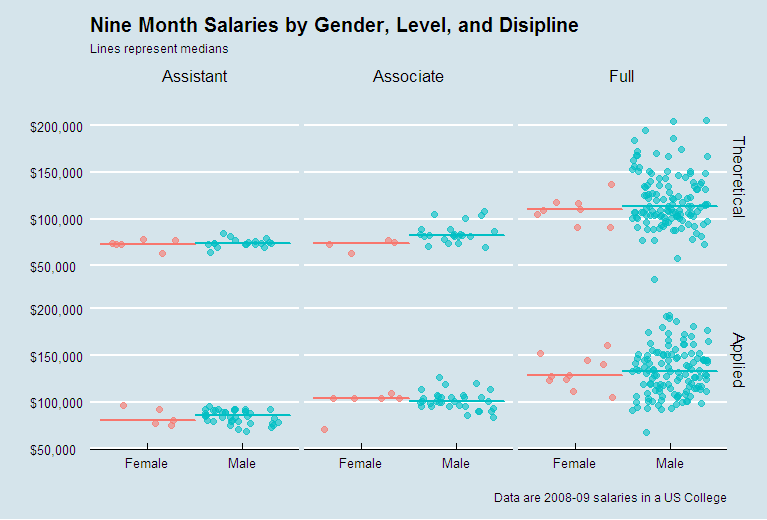 Nine Month Salaries by Gender, Level, and Disipline
Lines represent medians
Assistant
Associate
Full
$200,000
$150,000
$100,000
$50,000
Theoretical
$200,000
$150,000
$100,000
$50,000
Applied
Female
Male
Female
Male
Female
Male
Data are 2008-09 salaries in a US College